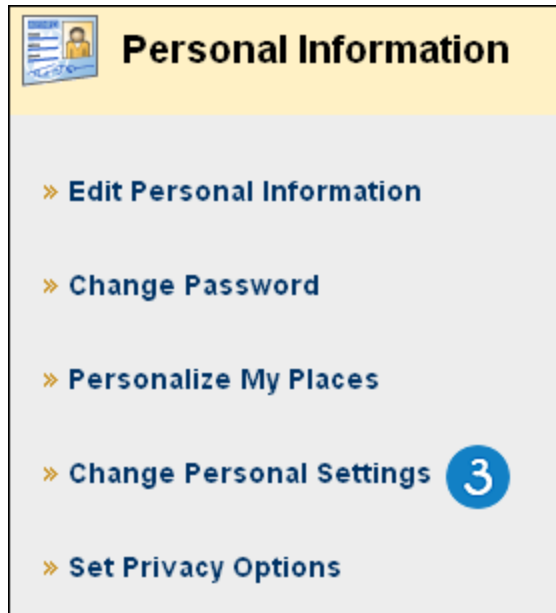 Personal Information
» Edit Personal Information
» Change Password
» Personalize My Places
» Change Personal Settings 3
» Set Privacy Options